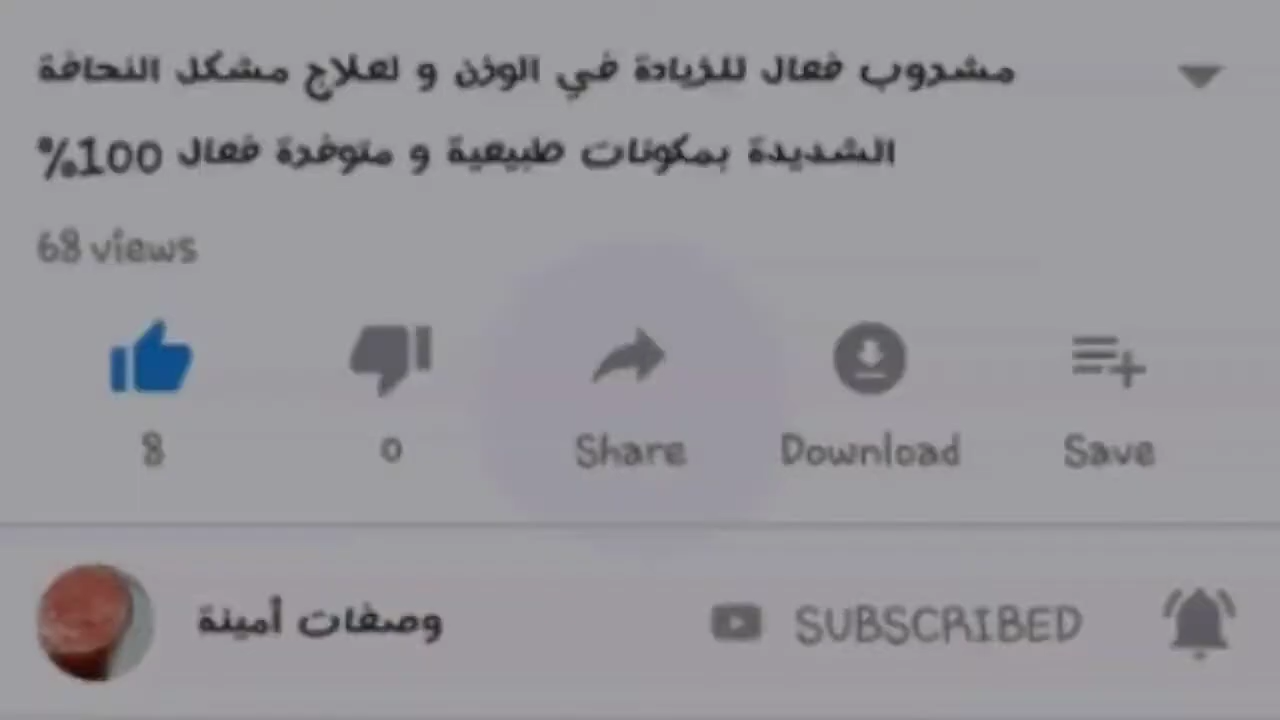 مشروب فعال للزيادة في الوزن و لعلاج مشكل النحافة
الشديدة بمكونات طبيعية و متوفرة فعال 100%
68 views
8
0
Share
Download
Save
وصفات أمينة
SUBSCRIBED